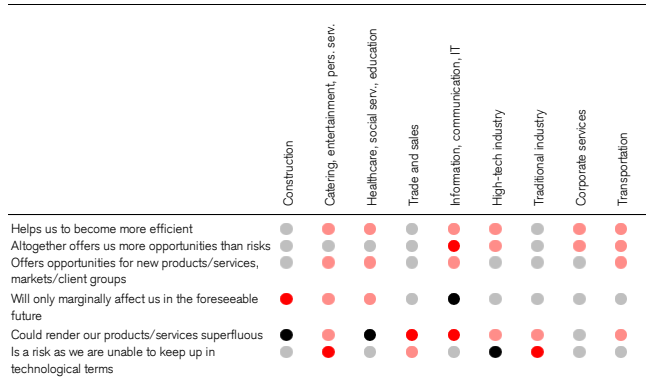 Construction
Catering, entertainment, pers. serv.
Healthcare, social serv., education
Trade and sales
Information, communication, IT
High-tech industry
Traditional industry
Corporate services
Transportation
Helps us to become more efficient
Altogether offers us more opportunities than risks
Offers opportunities for new products/services,
markets/client groups
Will only marginally affect us in the foreseeable
future
Could render our products/services superfluous
Is a risk as we are unable to keep up in
technological terms